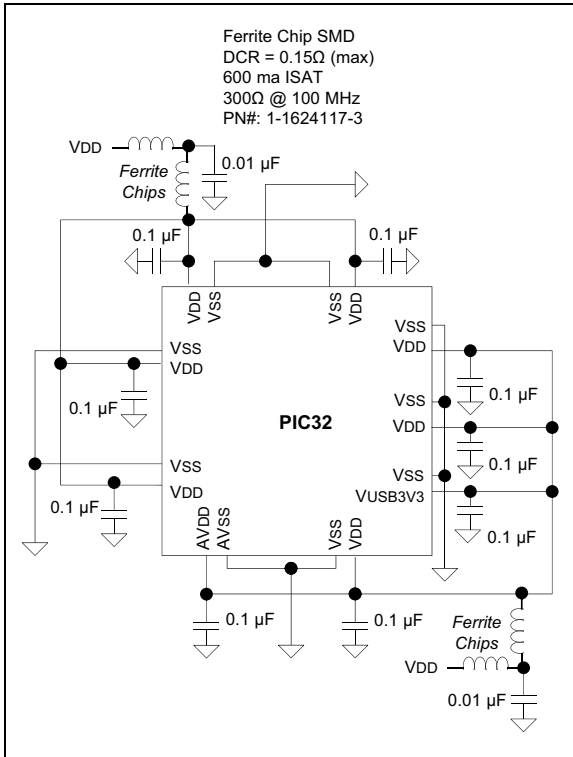 Ferrite Chip SMD
DCR = 0.15Ω (max)
600 ma ISAT
300Ω @ 100 MHz
PN#: 1-1624117-3
VDD
0.01 µF
Ferrite
Chips
0.1 µF
0.1 µF
VDD
VSS
VSS
VDD
VSS
VDD
0.1 µF
VSS
VDD
0.1 µF
PIC32
VSS
VDD
0.1 µF
VSS
VDD
0.1 µF
VSS
VUSB3V3
0.1 µF
AVDD
AVSS
VSS
VDD
0.1 µF
0.1 µF
Ferrite
Chips
VDD
0.01 µF